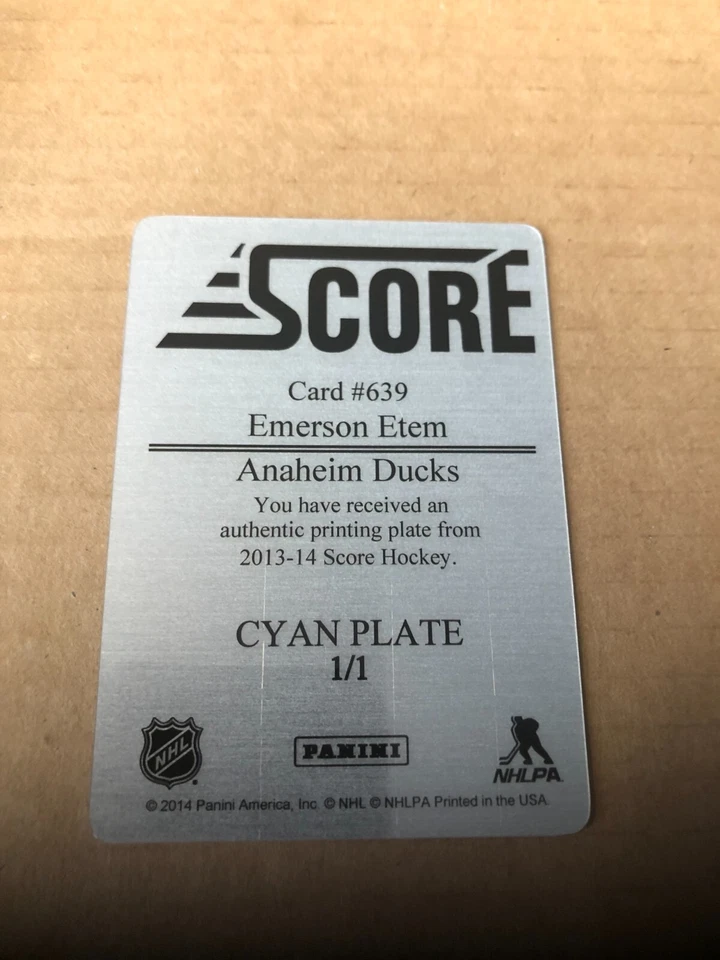 SCORE
Card #639
Emerson Etem
Anaheim Ducks
You have received an
authentic printing plate from
2013-14 Score Hockey.
CYAN PLATE
1/1
NHL
PANINI
NHLPA
© 2014 Panini America, Inc. © NHL © NHLPA Printed in the USA.